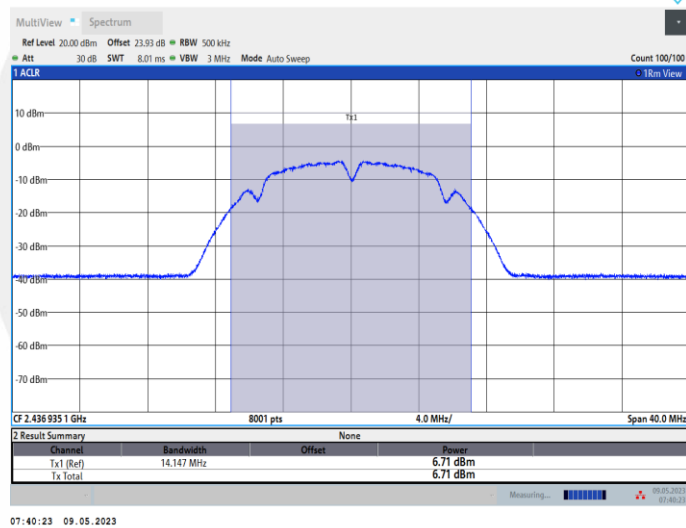 MultiView Spectrum
Ref Level 20.00 dBm Offset 23.93 dB RBW 500 kHz
Att 30 dB SWT 8.01 ms VBW 3 MHz Mode Auto Sweep Count 100/100
1 ACLR 1Rm View
Tx1
10 dBm
0 dBm
-10 dBm
-20 dBm
-30 dBm
-40 dBm
-50 dBm
-60 dBm
-70 dBm
CF 2.436 935 1 GHz 8001 pts 4.0 MHz/ Span 40.0 MHz
2 Result Summary None
Channel Bandwidth Offset Power
Tx1 (Ref) 14.147 MHz 6.71 dBm
Tx Total 6.71 dBm
Measuring... 09.05.2023
07:40:23
07:40:23 09.05.2023